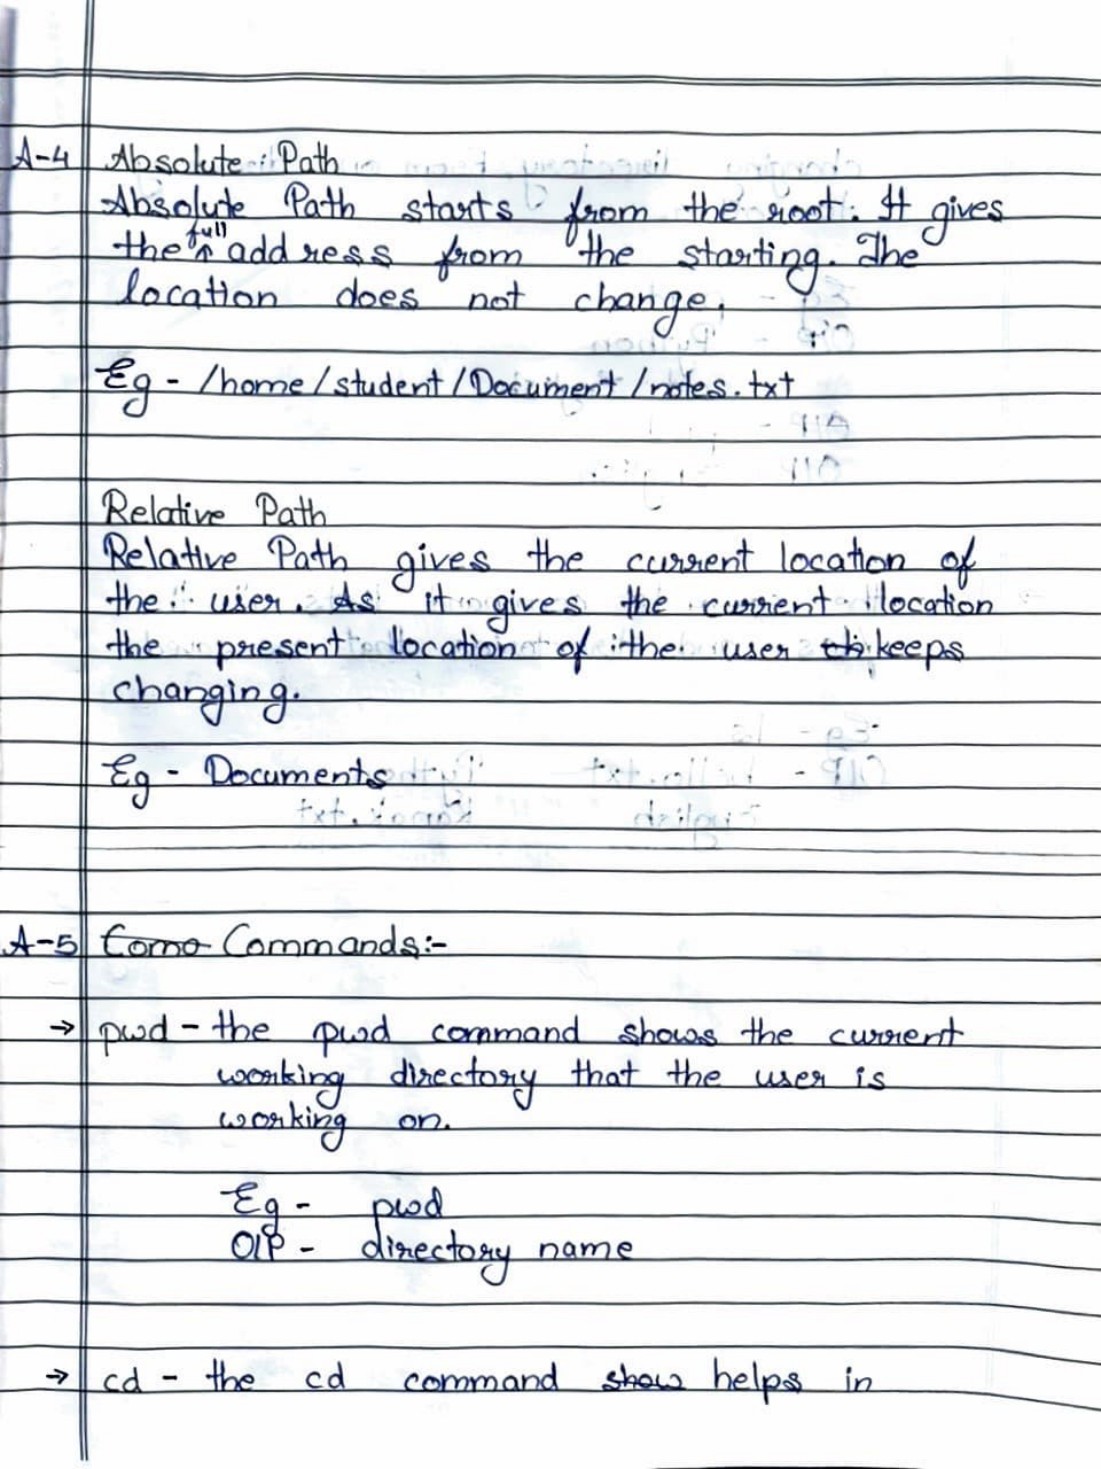 A-4 Absolute Path
Absolute Path starts from the root. It gives
the full address from the starting. The
location does not change.
Eg - /home/student/Document/notes.txt
Relative Path
Relative Path gives the current location of
the user. As it gives the current location
the present location of the user keeps
changing.
Eg - Documents
A-5 Como Commands:-
→ pwd - the pwd command shows the current
working directory that the user is
working on.
Eg - pwd
O/P - directory name
→ cd - the cd command show helps in